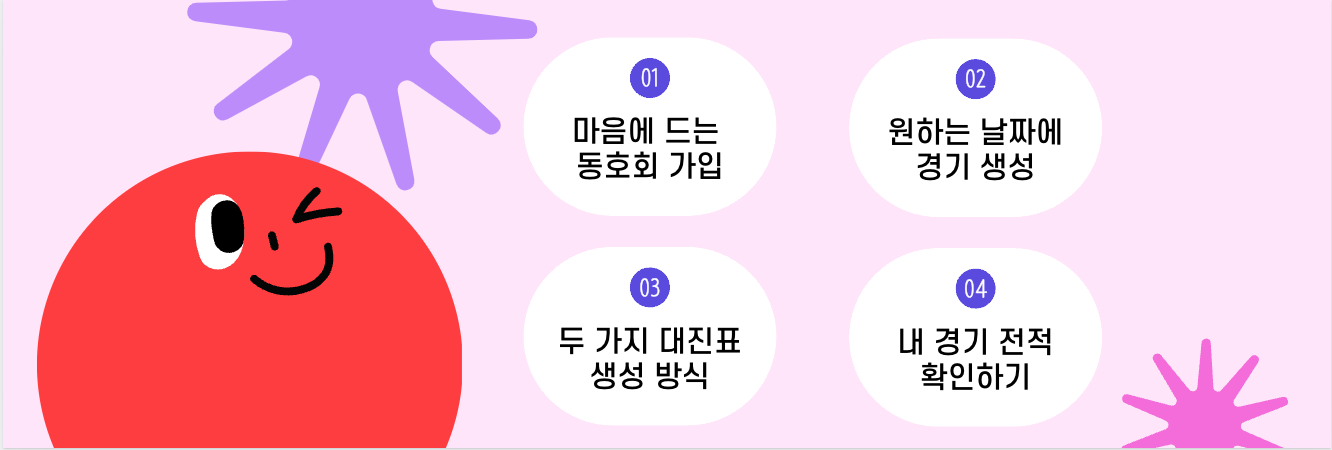 01
마음에 드는
동호회 가입
02
원하는 날짜에
경기 생성
03
두 가지 대진표
생성 방식
04
내 경기 전적
확인하기